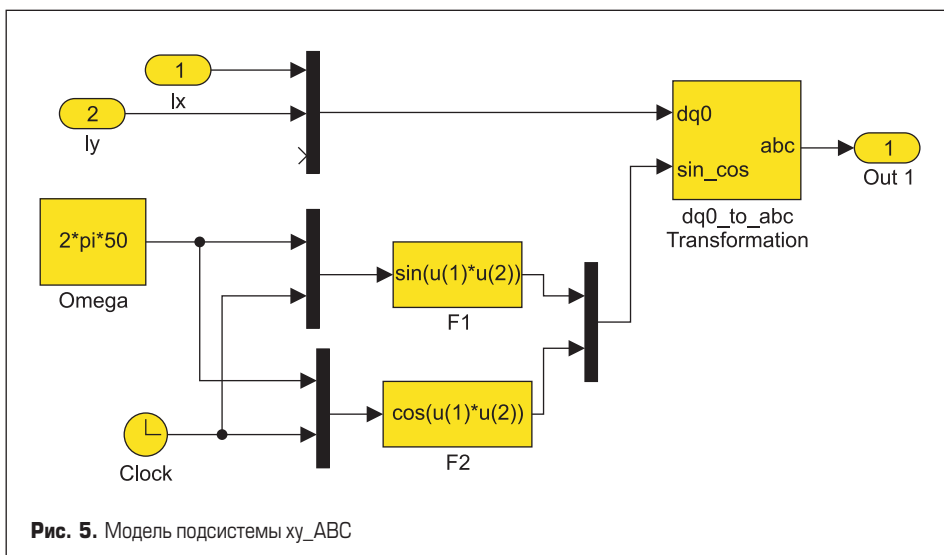 1
Ix
2
Iy
dq0
abc
sin_cos
1
Out 1
dq0_to_abc
Transformation
2*pi*50
Omega
sin(u(1)*u(2))
F1
cos(u(1)*u(2))
F2
Clock
Рис. 5. Модель подсистемы xy_ABC